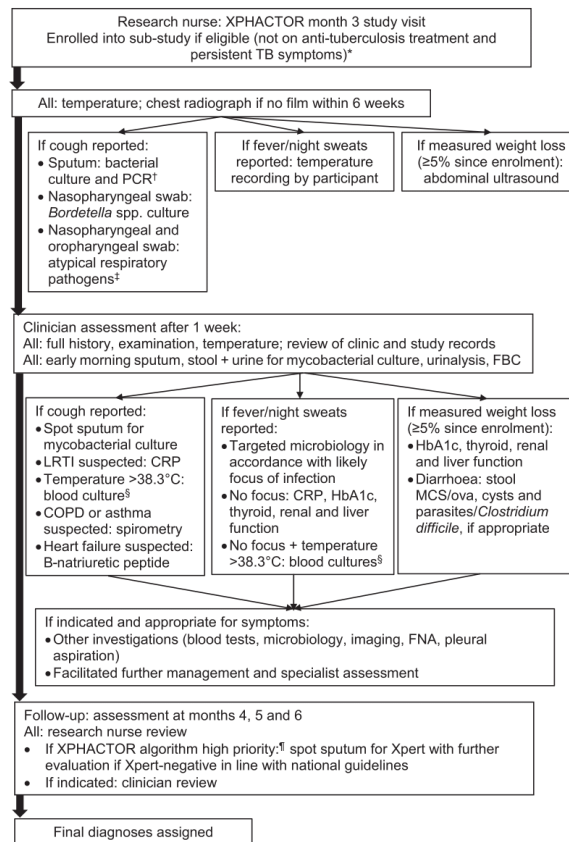 Research nurse: XPHACTOR month 3 study visit
Enrolled into sub-study if eligible (not on anti-tuberculosis treatment and
persistent TB symptoms)*
All: temperature; chest radiograph if no film within 6 weeks
If cough reported:
• Sputum: bacterial
culture and PCR†
• Nasopharyngeal swab:
Bordetella spp. culture
• Nasopharyngeal and
oropharyngeal swab:
atypical respiratory
pathogens‡
If fever/night sweats
reported: temperature
recording by participant
If measured weight loss
(≥5% since enrolment):
abdominal ultrasound
Clinician assessment after 1 week:
All: full history, examination, temperature; review of clinic and study records
All: early morning sputum, stool + urine for mycobacterial culture, urinalysis, FBC
If cough reported:
• Spot sputum for
mycobacterial culture
• LRTI suspected: CRP
• Temperature >38.3°C:
blood culture§
• COPD or asthma
suspected: spirometry
• Heart failure suspected:
B-natriuretic peptide
If fever/night sweats
reported:
• Targeted microbiology in
accordance with likely
focus of infection
• No focus: CRP, HbA1c,
thyroid, renal and liver
function
• No focus + temperature
>38.3°C: blood cultures§
If measured weight loss
(≥5% since enrolment):
• HbA1c, thyroid, renal
and liver function
• Diarrhoea: stool
MCS/ova, cysts and
parasites/Clostridium
difficile, if appropriate
If indicated and appropriate for symptoms:
• Other investigations (blood tests, microbiology, imaging, FNA, pleural
aspiration)
• Facilitated further management and specialist assessment
Follow-up: assessment at months 4, 5 and 6
All: research nurse review
• If XPHACTOR algorithm high priority:¶ spot sputum for Xpert with further
evaluation if Xpert-negative in line with national guidelines
• If indicated: clinician review
Final diagnoses assigned